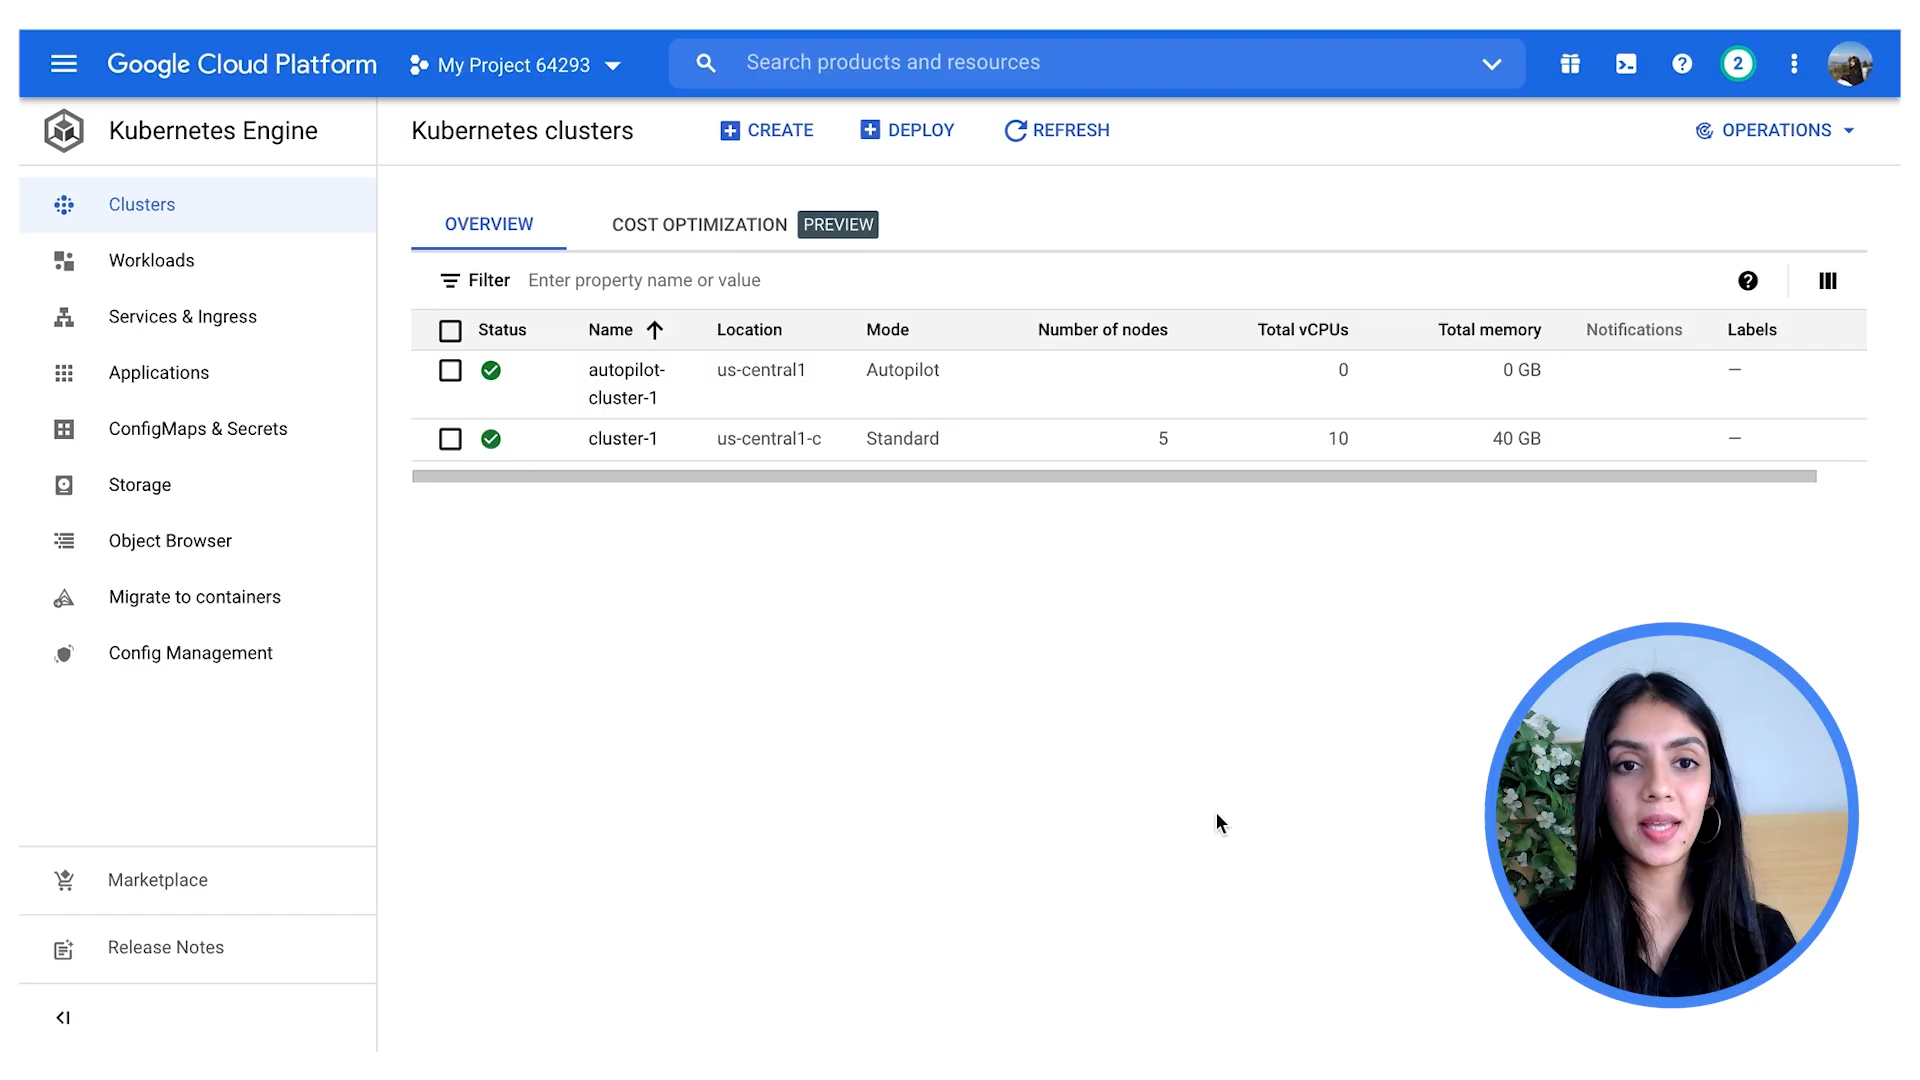 Google Cloud Platform
My Project 64293
Search products and resources
2
Kubernetes Engine
Kubernetes clusters
CREATE
DEPLOY
REFRESH
OPERATIONS
Clusters
Workloads
Services & Ingress
Applications
ConfigMaps & Secrets
Storage
Object Browser
Migrate to containers
Config Management
Marketplace
Release Notes
OVERVIEW
COST OPTIMIZATION PREVIEW
Filter Enter property name or value
Status Name Location Mode Number of nodes Total vCPUs Total memory Notifications Labels
autopilot- us-central1 Autopilot 0 0 GB —
cluster-1
cluster-1 us-central1-c Standard 5 10 40 GB —